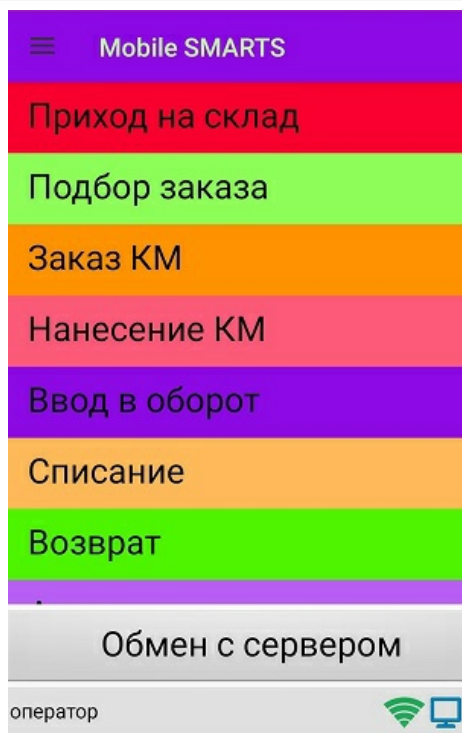 Mobile SMARTS
Приход на склад
Подбор заказа
Заказ КМ
Нанесение КМ
Ввод в оборот
Списание
Возврат
Обмен с сервером
оператор